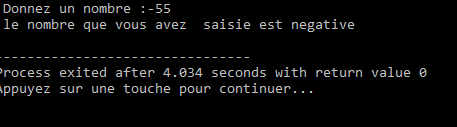 Donnez un nombre :-55
le nombre que vous avez  saisie est negative
--------------------------------
Process exited after 4.034 seconds with return value 0
Appuyez sur une touche pour continuer...